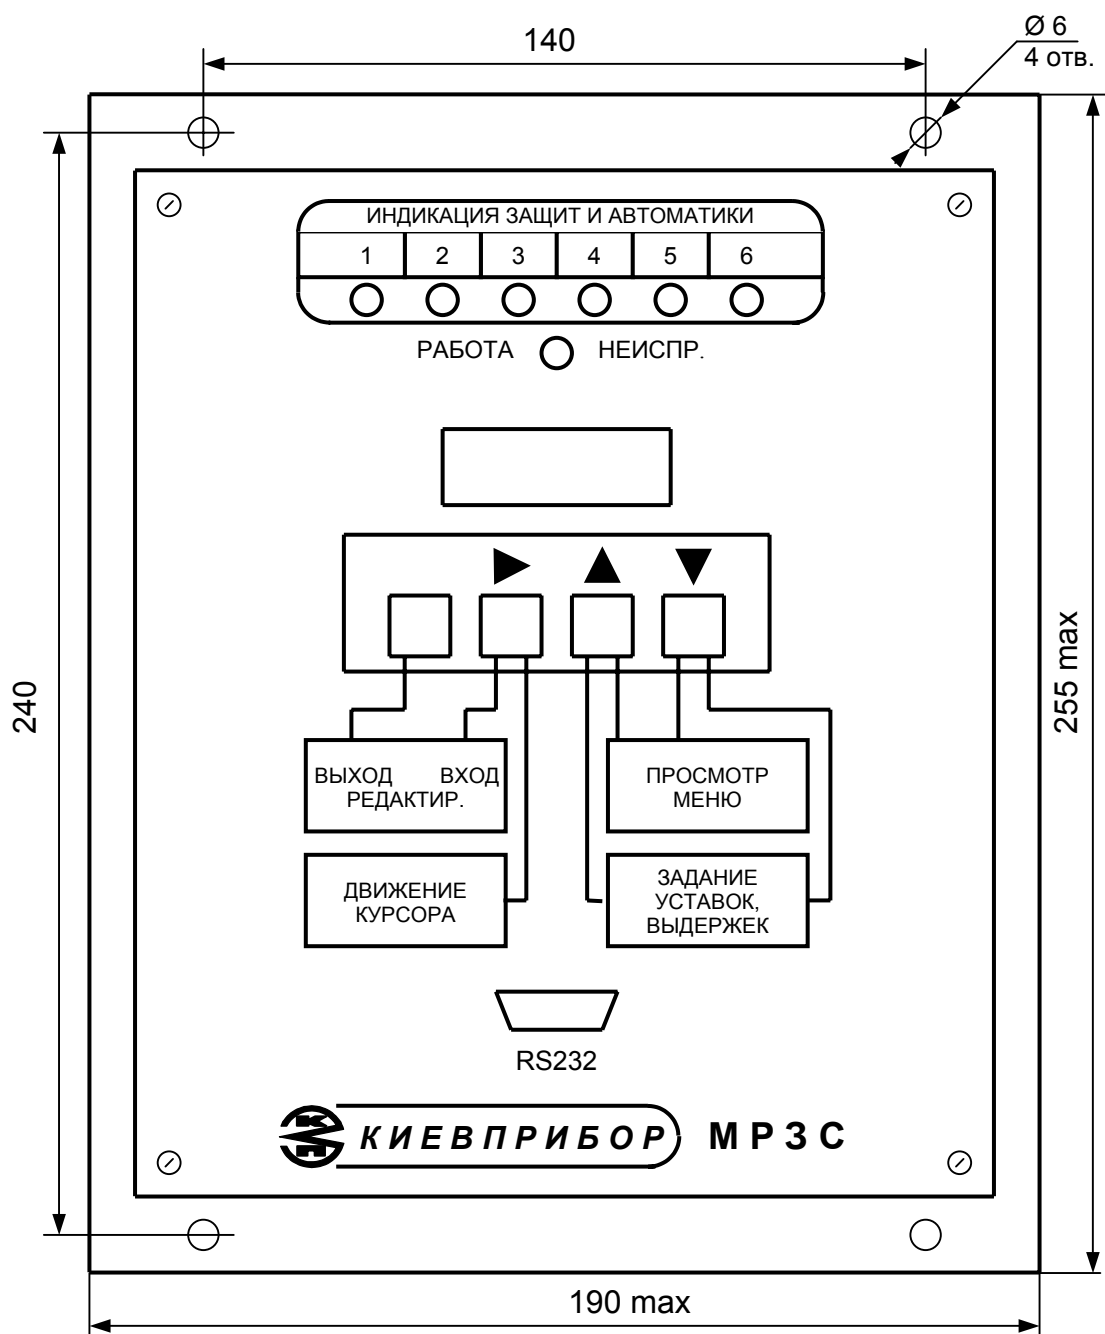 140
Ø 6
4 отв.
ИНДИКАЦИЯ ЗАЩИТ И АВТОМАТИКИ
1 2 3 4 5 6
РАБОТА НЕИСПР.
240
255 max
ВЫХОД ВХОД
РЕДАКТИР.
ПРОСМОТР
МЕНЮ
ДВИЖЕНИЕ
КУРСОРА
ЗАДАНИЕ
УСТАВОК,
ВЫДЕРЖЕК
RS232
КП
КИЕВПРИБОР МРЗС
190 max